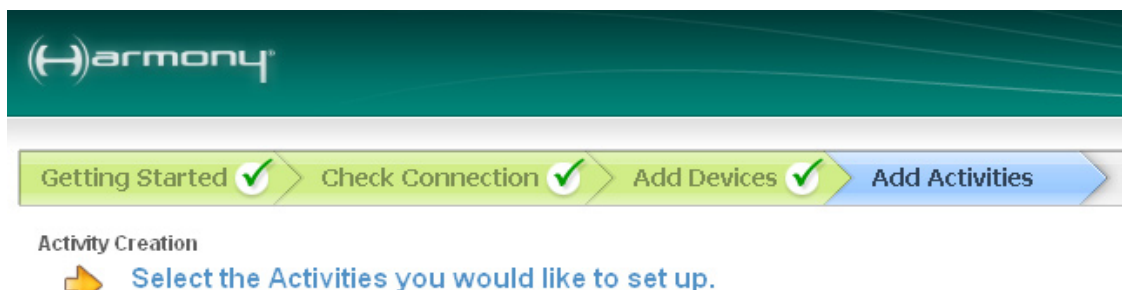 Harmony®
Getting Started Check Connection Add Devices Add Activities
Activity Creation
Select the Activities you would like to set up.